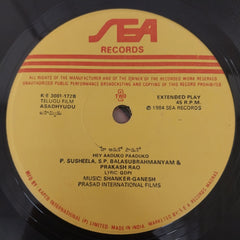 SEA
RECORDS
ALL RIGHTS OF THE MANUFACTURER AND OF THE OWNER OF THE RECORDED WORK RESERVED
UNAUTHORISED PUBLIC PERFORMANCE BROADCASTING AND COPYING OF THIS RECORD PROHIBITED
K-E 3001-172B
TELUGU FILM
ASADHYUDU
TWO
EXTENDED PLAY
45 R.P.M.
℗ 1984 SEA RECORDS
HEY AADUKO PAADUKO
P. SUSHEELA, S.P. BALASUBRAHMANYAM &
PRAKASH RAO
LYRIC: GOPI
MUSIC: SHANKER-GANESH
PRASAD INTERNATIONAL FILMS